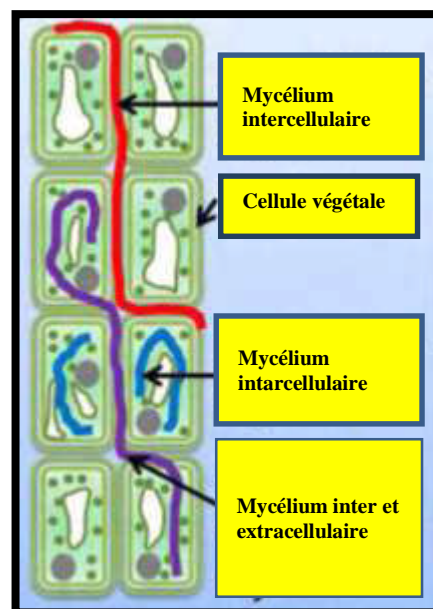 Mycélium
intercellulaire
Cellule végétale
Mycélium
intarcellulaire
Mycélium inter et
extracellulaire